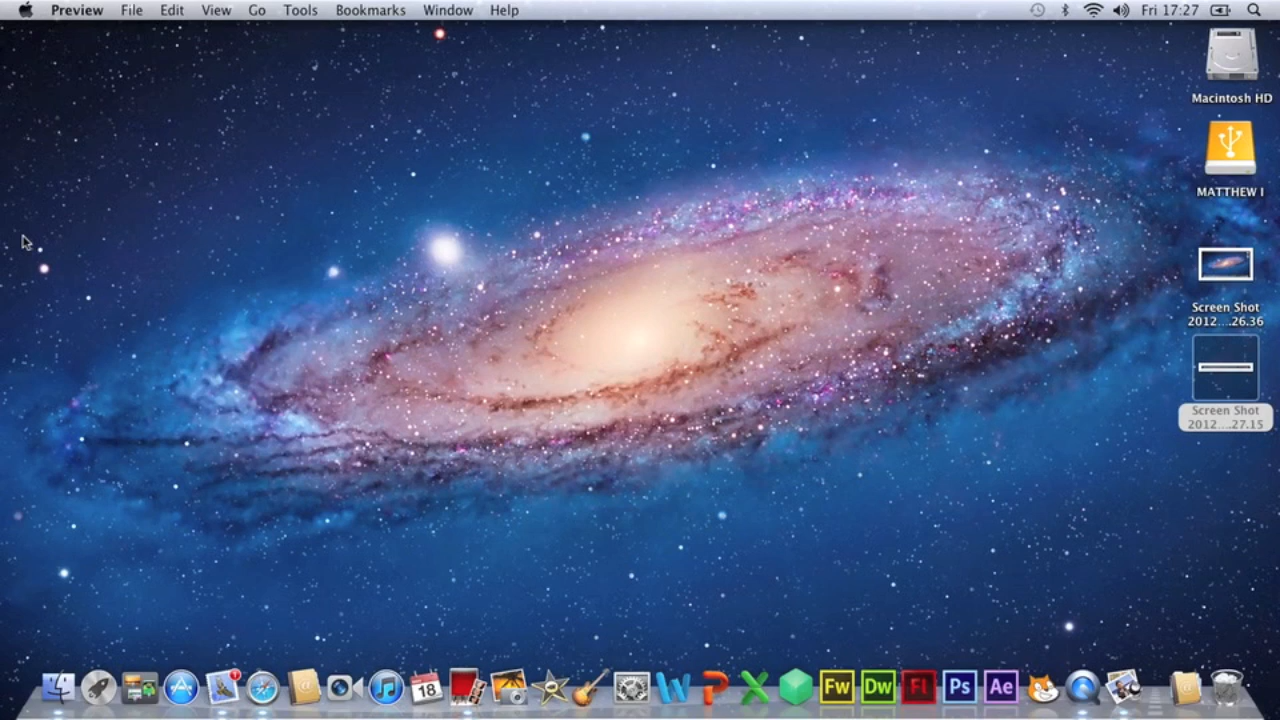 Preview File Edit View Go Tools Bookmarks Window Help Fri 17:27
Macintosh HD
MATTHEW I
Screen Shot
2012....26.36
Screen Shot
2012....27.15
18 Fw Dw Fl Ps Ae